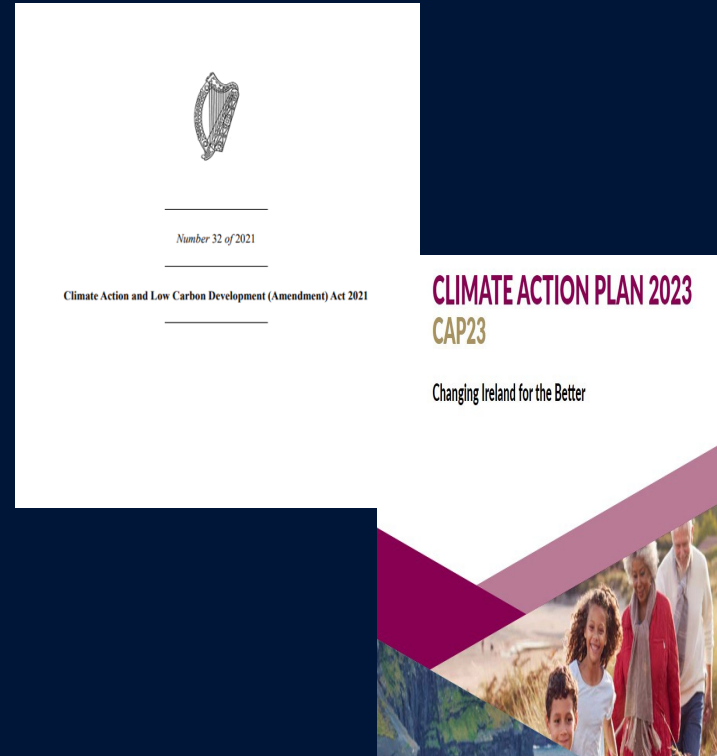 Number 32 of 2021
Climate Action and Low Carbon Development (Amendment) Act 2021
CLIMATE ACTION PLAN 2023
CAP23
Changing Ireland for the Better